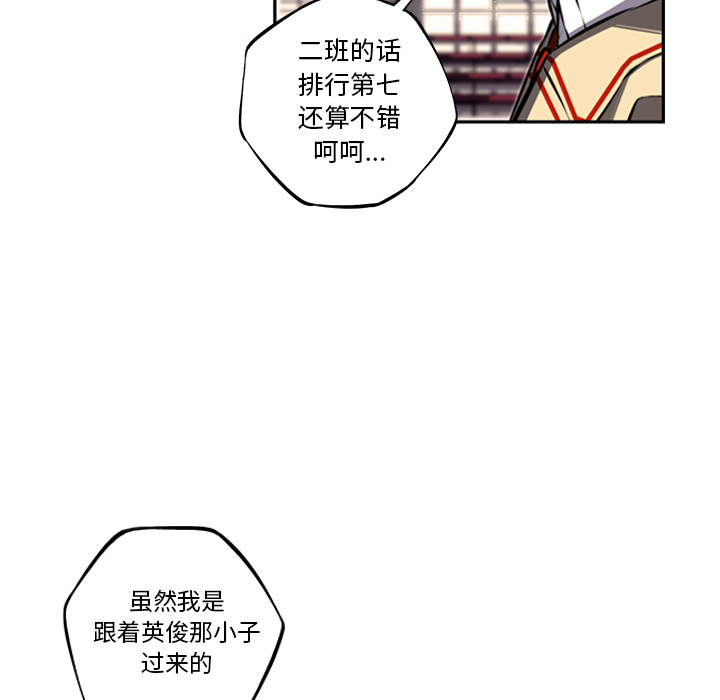 二班的话
排行第七
还算不错
呵呵...
虽然我是
跟着英俊那小子
过来的